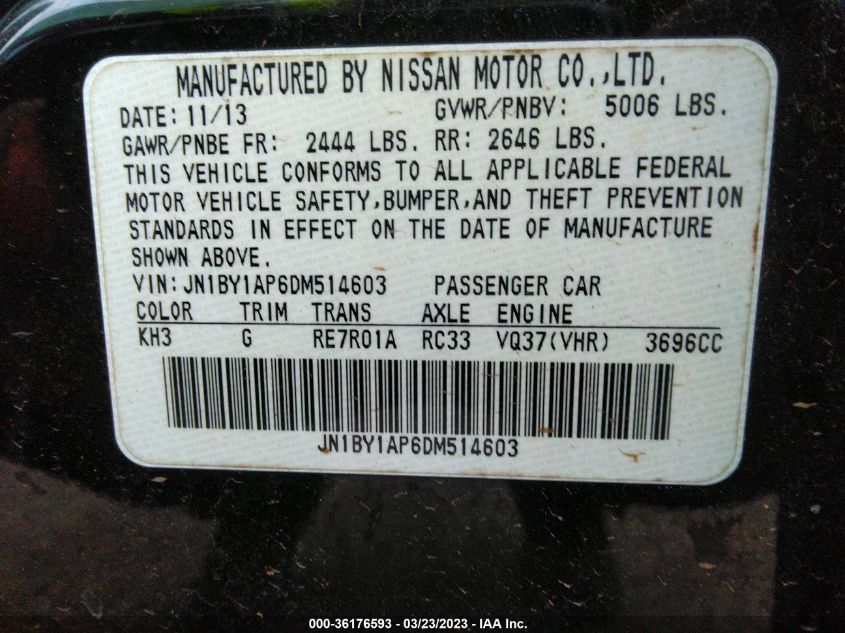 MANUFACTURED BY NISSAN MOTOR CO.,LTD.
DATE: 11/13 GVWR/PNBV: 5006 LBS.
GAWR/PNBE FR: 2444 LBS. RR: 2646 LBS.
THIS VEHICLE CONFORMS TO ALL APPLICABLE FEDERAL
MOTOR VEHICLE SAFETY,BUMPER,AND THEFT PREVENTION
STANDARDS IN EFFECT ON THE DATE OF MANUFACTURE
SHOWN ABOVE.
VIN: JN1BY1AP6DM514603 PASSENGER CAR
COLOR TRIM TRANS AXLE ENGINE
KH3 G RE7R01A RC33 VQ37(VHR) 3696CC
JN1BY1AP6DM514603
000-36176593 - 03/23/2023 - IAA Inc.